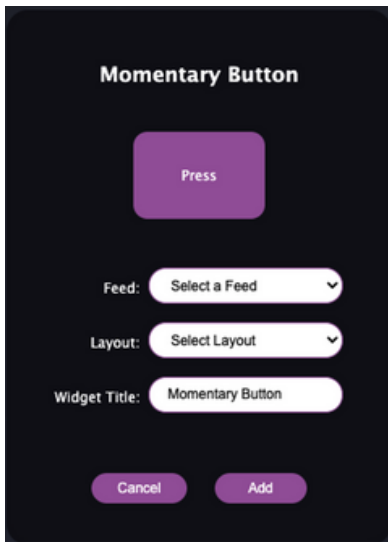 Momentary Button
Press
Feed: Select a Feed
Layout: Select Layout
Widget Title: Momentary Button
Cancel Add